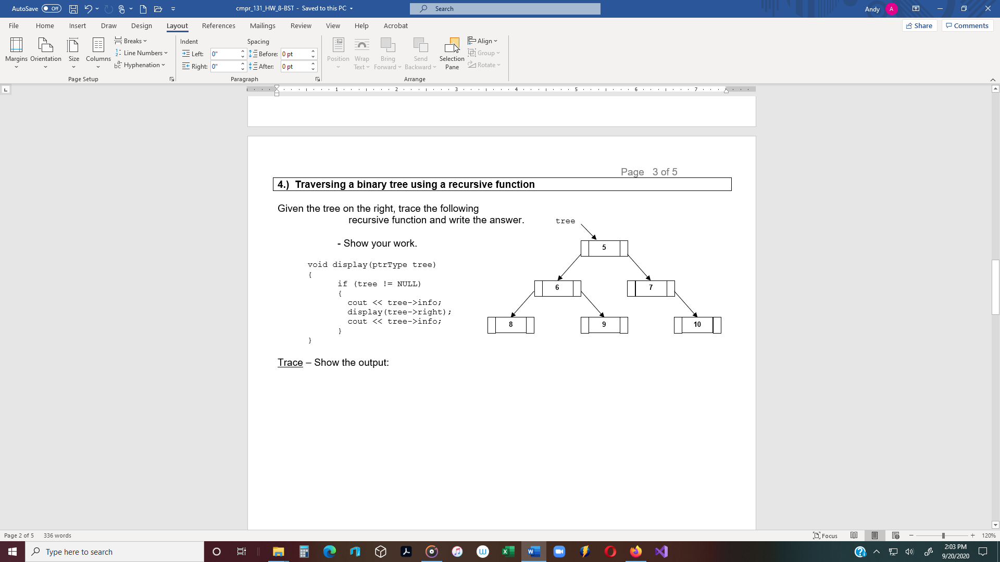 AutoSave Off cmpr_131_HW_8-BST - Saved to this PC Search Andy A
File Home Insert Draw Design Layout References Mailings Review View Help Acrobat Share Comments
Margins Orientation Size Columns
Breaks
Line Numbers
Hyphenation
Page Setup
Indent Spacing
Left: 0" Before: 0 pt
Right: 0" After: 0 pt
Paragraph
Position Wrap Text Bring Forward Send Backward Selection Pane
Align
Group
Rotate
Arrange
1 2 3 4 5 6 7
Page 3 of 5
4.) Traversing a binary tree using a recursive function
Given the tree on the right, trace the following
recursive function and write the answer.
- Show your work.
void display(ptrType tree)
{
if (tree != NULL)
{
cout << tree->info;
display(tree->right);
cout << tree->info;
}
}
tree
5
6 7
8 9 10
Trace – Show the output:
Page 2 of 5 336 words Focus 120%
Type here to search
2:03 PM
9/20/2020